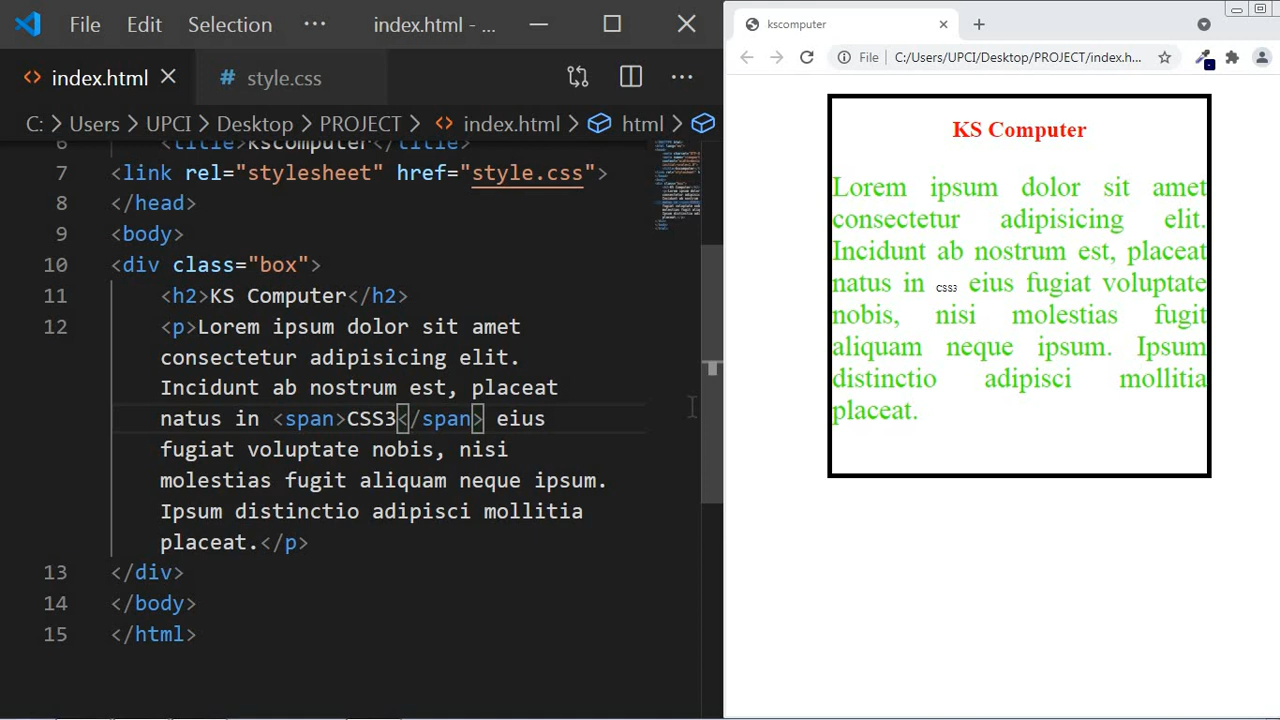 File Edit Selection ··· index.html - ...
index.html style.css
C: > Users > UPCI > Desktop > PROJECT > index.html > html >
6 <title>kscomputer</title>
7 <link rel="stylesheet" href="style.css">
8 </head>
9 <body>
10 <div class="box">
11 <h2>KS Computer</h2>
12 <p>Lorem ipsum dolor sit amet
consectetur adipisicing elit.
Incidunt ab nostrum est, placeat
natus in <span>CSS3</span> eius
fugiat voluptate nobis, nisi
molestias fugit aliquam neque ipsum.
Ipsum distinctio adipisci mollitia
placeat.</p>
13 </div>
14 </body>
15 </html>
kscomputer
File C:/Users/UPCI/Desktop/PROJECT/index.h...
KS Computer
Lorem ipsum dolor sit amet
consectetur adipisicing elit.
Incidunt ab nostrum est, placeat
natus in CSS3 eius fugiat voluptate
nobis, nisi molestias fugit
aliquam neque ipsum. Ipsum
distinctio adipisci mollitia
placeat.